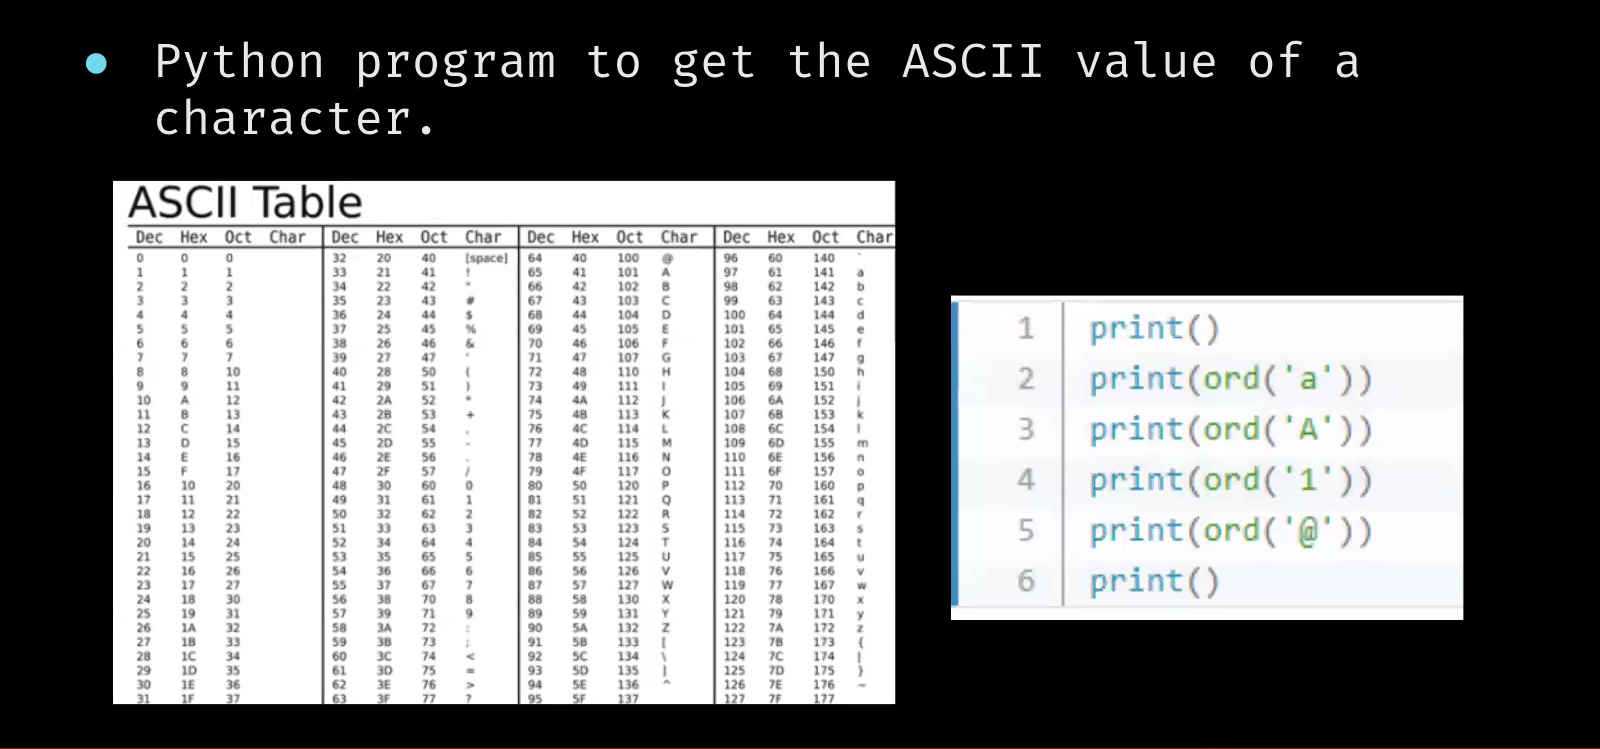 Python program to get the ASCII value of a
character.
ASCII Table
Dec Hex Oct Char Dec Hex Oct Char Dec Hex Oct Char Dec Hex Oct Char
0 0 0 32 20 40 [space] 64 40 100 @ 96 60 140 `
1 1 1 33 21 41 ! 65 41 101 A 97 61 141 a
2 2 2 34 22 42 " 66 42 102 B 98 62 142 b
3 3 3 35 23 43 # 67 43 103 C 99 63 143 c
4 4 4 36 24 44 $ 68 44 104 D 100 64 144 d
5 5 5 37 25 45 % 69 45 105 E 101 65 145 e
6 6 6 38 26 46 & 70 46 106 F 102 66 146 f
7 7 7 39 27 47 ' 71 47 107 G 103 67 147 g
8 8 10 40 28 50 ( 72 48 110 H 104 68 150 h
9 9 11 41 29 51 ) 73 49 111 I 105 69 151 i
10 A 12 42 2A 52 * 74 4A 112 J 106 6A 152 j
11 B 13 43 2B 53 + 75 4B 113 K 107 6B 153 k
12 C 14 44 2C 54 , 76 4C 114 L 108 6C 154 l
13 D 15 45 2D 55 - 77 4D 115 M 109 6D 155 m
14 E 16 46 2E 56 . 78 4E 116 N 110 6E 156 n
15 F 17 47 2F 57 / 79 4F 117 O 111 6F 157 o
16 10 20 48 30 60 0 80 50 120 P 112 70 160 p
17 11 21 49 31 61 1 81 51 121 Q 113 71 161 q
18 12 22 50 32 62 2 82 52 122 R 114 72 162 r
19 13 23 51 33 63 3 83 53 123 S 115 73 163 s
20 14 24 52 34 64 4 84 54 124 T 116 74 164 t
21 15 25 53 35 65 5 85 55 125 U 117 75 165 u
22 16 26 54 36 66 6 86 56 126 V 118 76 166 v
23 17 27 55 37 67 7 87 57 127 W 119 77 167 w
24 18 30 56 38 70 8 88 58 130 X 120 78 170 x
25 19 31 57 39 71 9 89 59 131 Y 121 79 171 y
26 1A 32 58 3A 72 : 90 5A 132 Z 122 7A 172 z
27 1B 33 59 3B 73 ; 91 5B 133 [ 123 7B 173 {
28 1C 34 60 3C 74 < 92 5C 134 \ 124 7C 174 |
29 1D 35 61 3D 75 = 93 5D 135 ] 125 7D 175 }
30 1E 36 62 3E 76 > 94 5E 136 ^ 126 7E 176 ~
31 1F 37 63 3F 77 ? 95 5F 137 127 7F 177
1 print()
2 print(ord('a'))
3 print(ord('A'))
4 print(ord('1'))
5 print(ord('@'))
6 print()